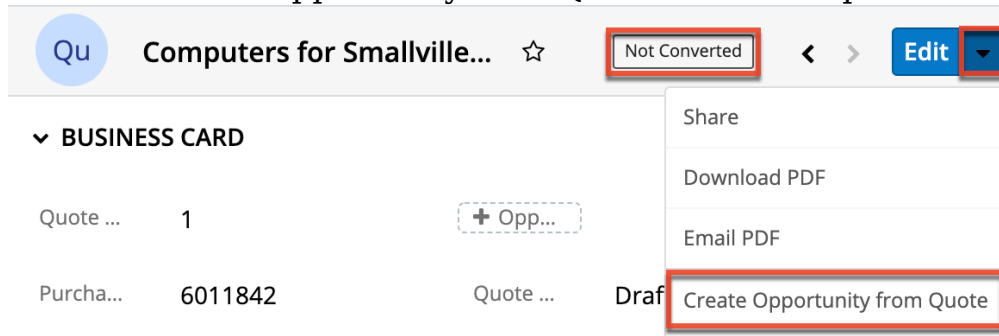 Qu Computers for Smallville... Not Converted Edit
Share
BUSINESS CARD
Download PDF
Quote ... 1 Opp...
Email PDF
Purcha... 6011842 Quote ... Draf
Create Opportunity from Quote